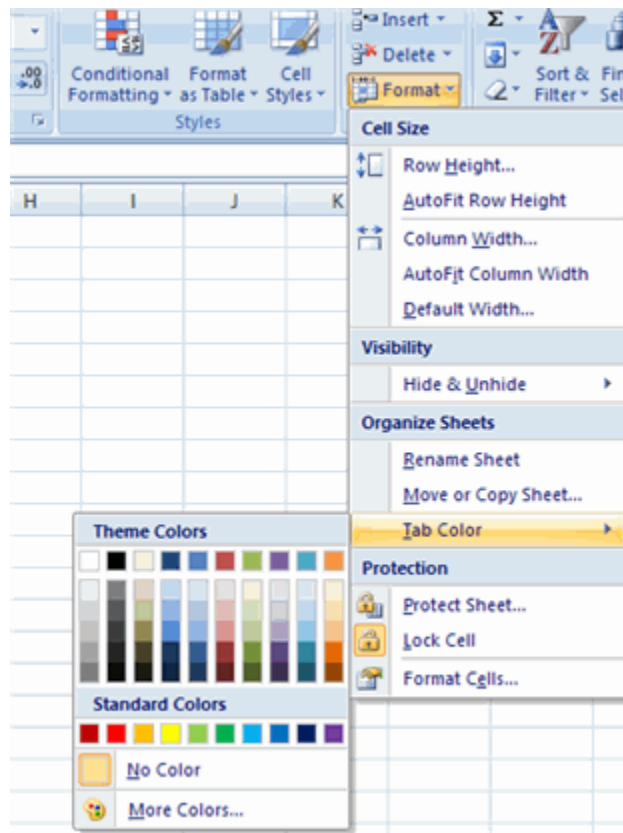 Insert
Σ
Delete
.00
.0
Conditional Formatting
Format as Table
Cell Styles
Format
Sort & Filter
Styles
Cell Size
Row Height...
AutoFit Row Height
H I J K
Column Width...
AutoFit Column Width
Default Width...
Visibility
Hide & Unhide
Organize Sheets
Rename Sheet
Move or Copy Sheet...
Tab Color
Protection
Protect Sheet...
Lock Cell
Format Cells...
Theme Colors
Standard Colors
No Color
More Colors...